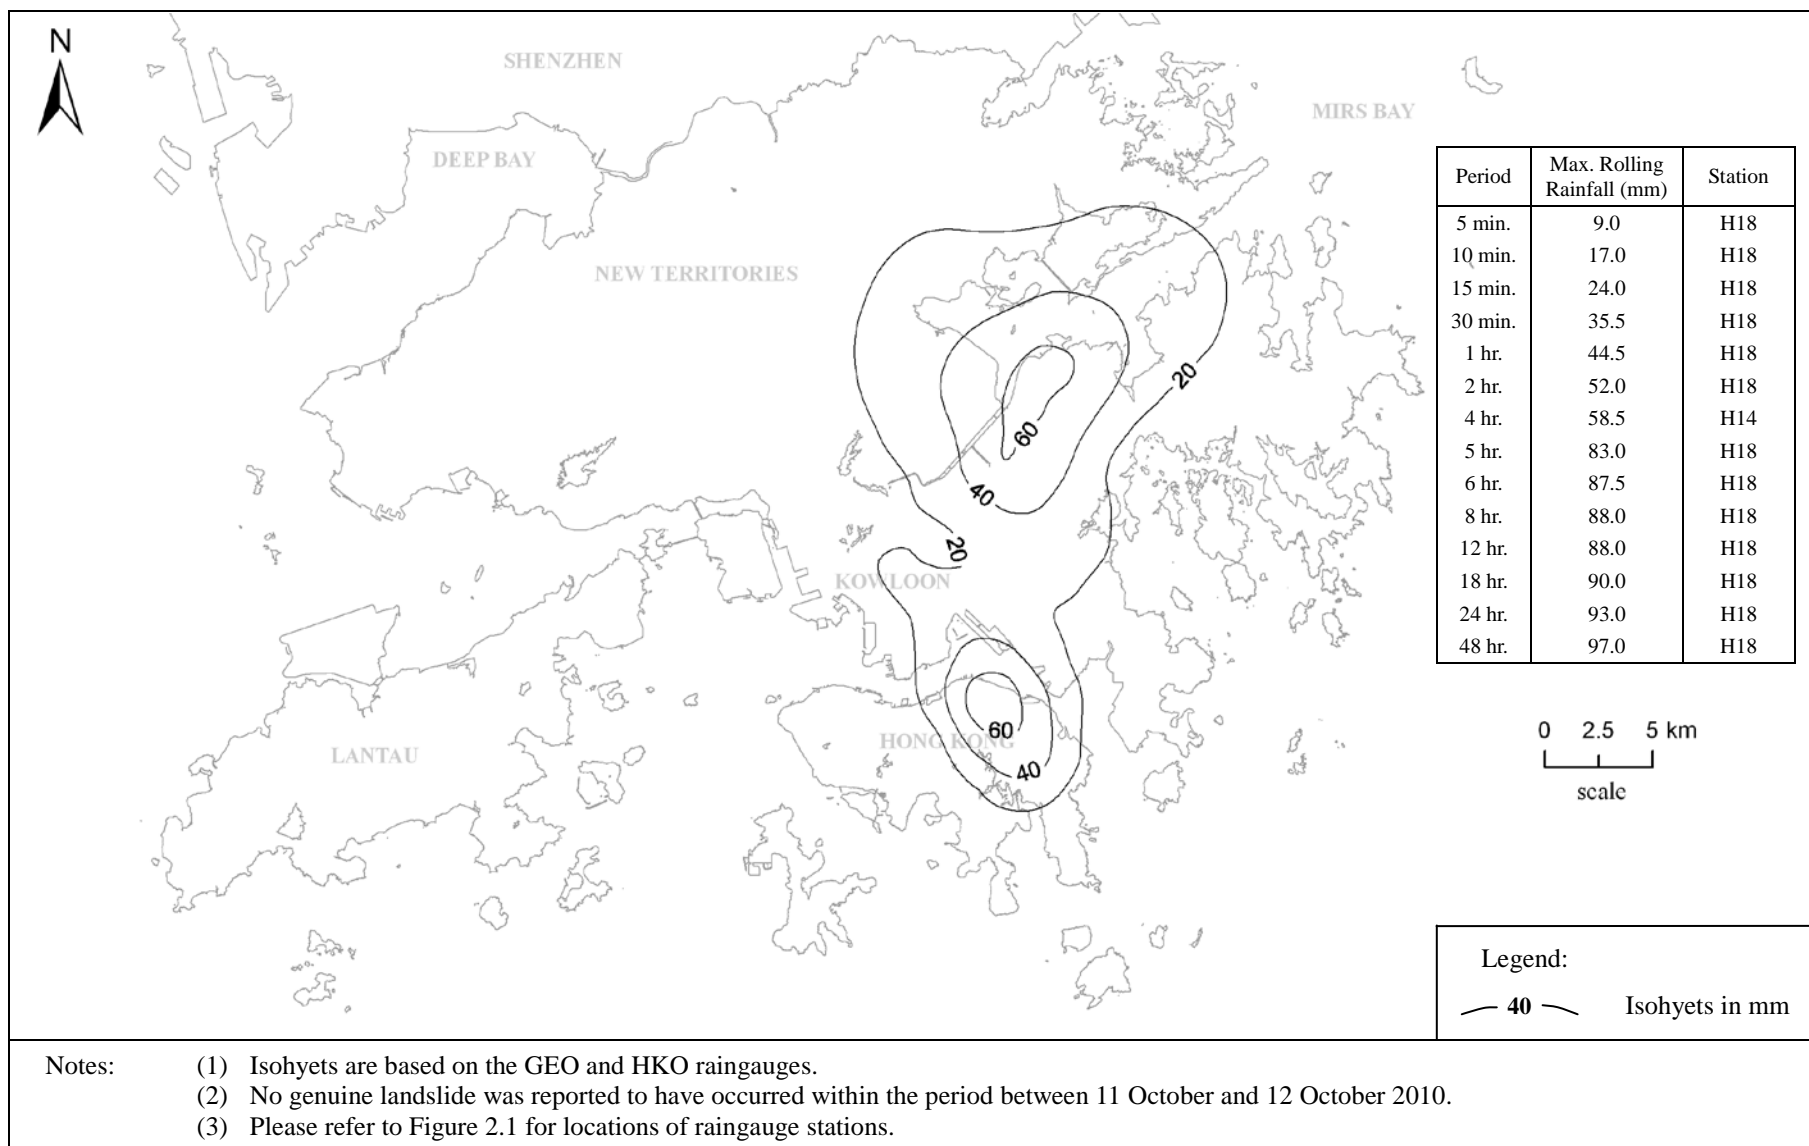 N
SHENZHEN
MIRS BAY
DEEP BAY
NEW TERRITORIES
Period Max. Rolling Rainfall (mm) Station
5 min. 9.0 H18
10 min. 17.0 H18
15 min. 24.0 H18
30 min. 35.5 H18
1 hr. 44.5 H18
2 hr. 52.0 H18
4 hr. 58.5 H14
5 hr. 83.0 H18
6 hr. 87.5 H18
8 hr. 88.0 H18
12 hr. 88.0 H18
18 hr. 90.0 H18
24 hr. 93.0 H18
48 hr. 97.0 H18
20
60
40
20
KOWLOON
60
HONG KONG
40
LANTAU
0 2.5 5 km
scale
Legend:
40 Isohyets in mm
Notes: (1) Isohyets are based on the GEO and HKO raingauges.
(2) No genuine landslide was reported to have occurred within the period between 11 October and 12 October 2010.
(3) Please refer to Figure 2.1 for locations of raingauge stations.